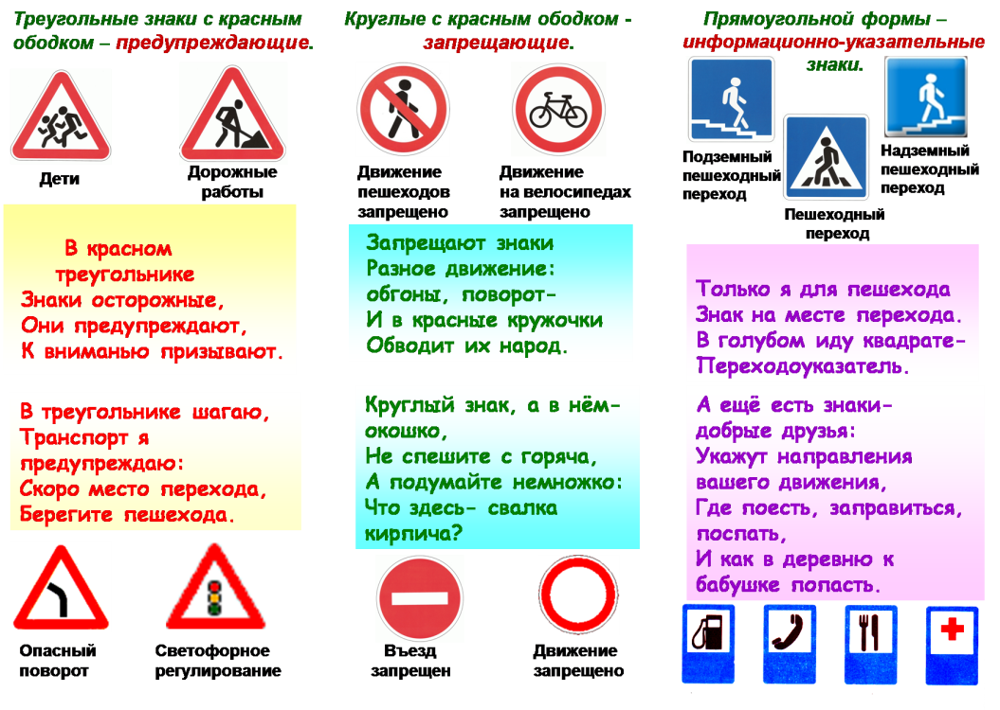 Треугольные знаки с красным
ободком – предупреждающие.
Дети
Дорожные
работы
В красном
треугольнике
Знаки осторожные,
Они предупреждают,
К вниманью призывают.
В треугольнике шагаю,
Транспорт я
предупреждаю:
Скоро место перехода,
Берегите пешехода.
Опасный
поворот
Светофорное
регулирование
Круглые с красным ободком -
запрещающие.
Движение
пешеходов
запрещено
Движение
на велосипедах
запрещено
Запрещают знаки
Разное движение:
обгоны, поворот-
И в красные кружочки
Обводит их народ.
Круглый знак, а в нём-
окошко,
Не спешите с горяча,
А подумайте немножко:
Что здесь- свалка
кирпича?
Въезд
запрещен
Движение
запрещено
Прямоугольной формы –
информационно-указательные
знаки.
Подземный
пешеходный
переход
Пешеходный
переход
Надземный
пешеходный
переход
Только я для пешехода
Знак на месте перехода.
В голубом иду квадрате-
Переходоуказатель.
А ещё есть знаки-
добрые друзья:
Укажут направления
вашего движения,
Где поесть, заправиться,
поспать,
И как в деревню к
бабушке попасть.